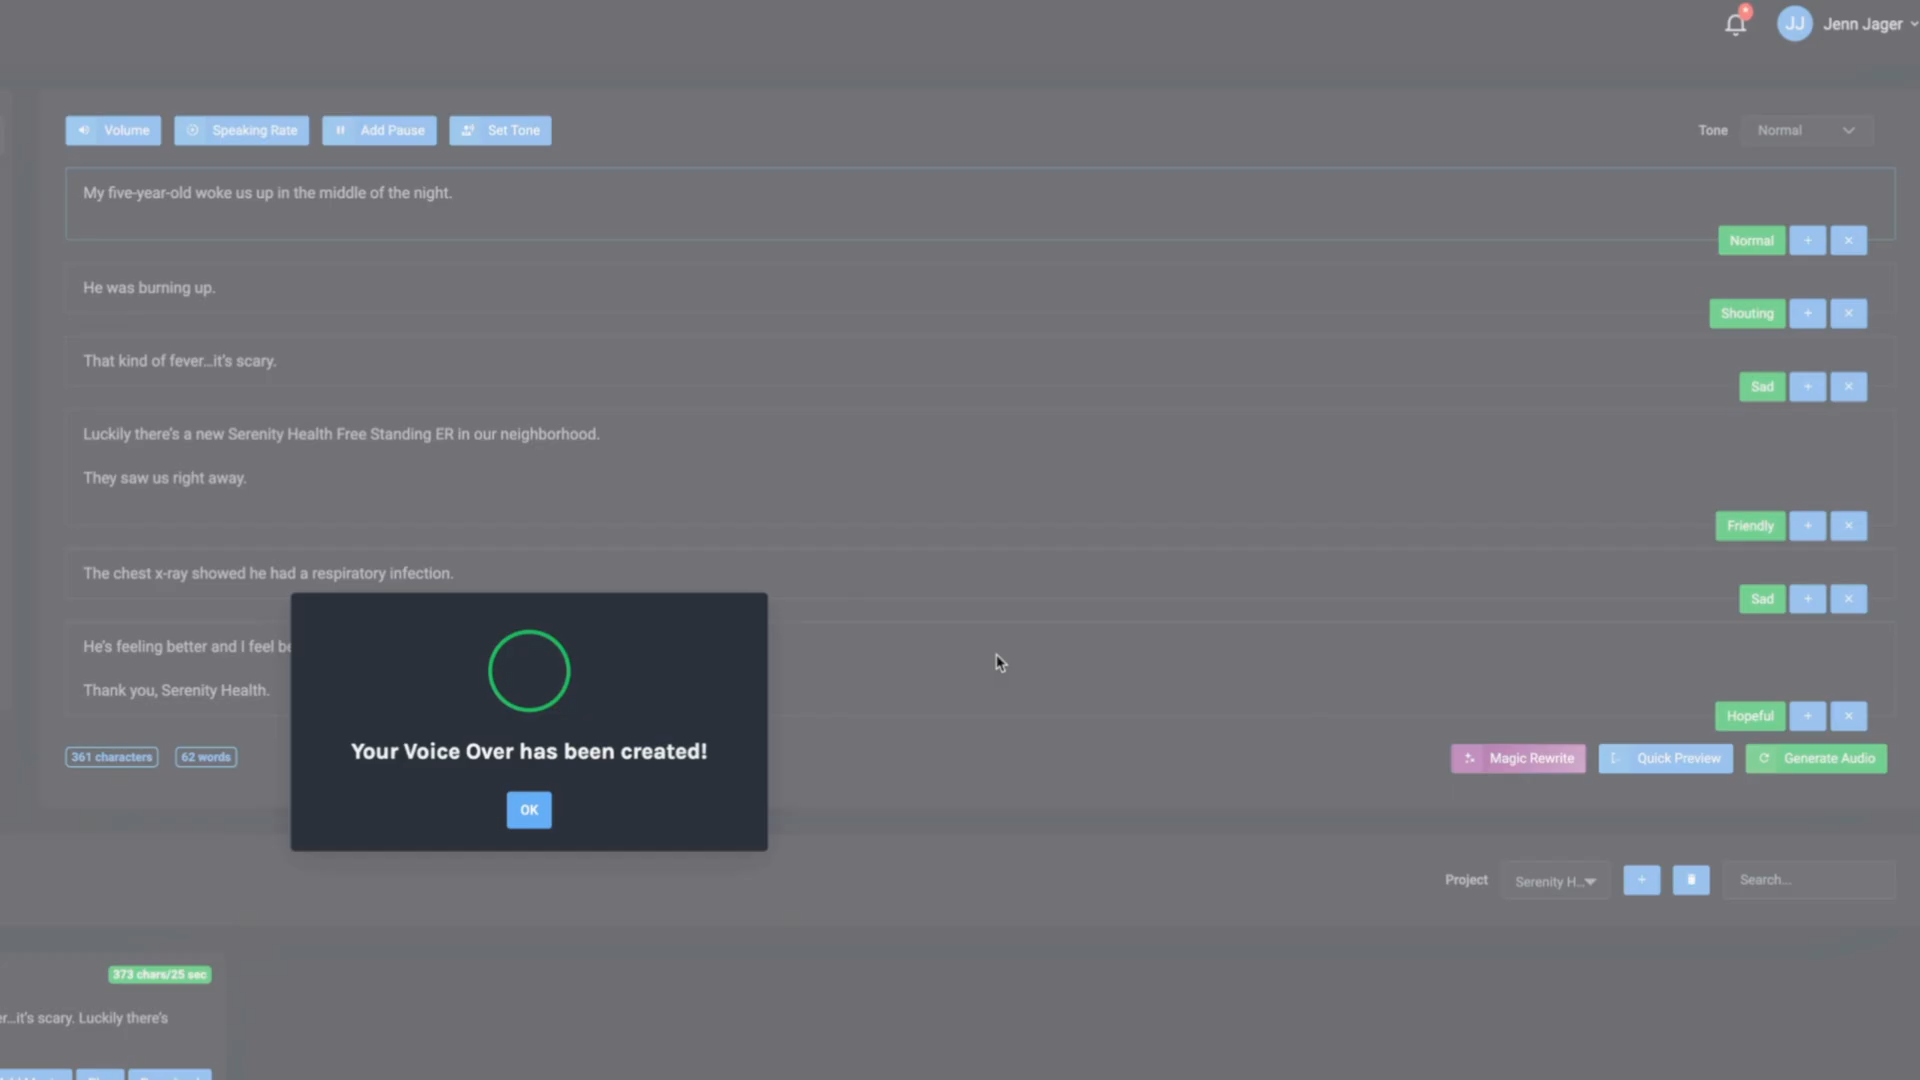 JJ Jenn Jager
Volume Speaking Rate Add Pause Set Tone Tone Normal
My five-year-old woke us up in the middle of the night.
Normal + ×
He was burning up.
Shouting + ×
That kind of fever...it's scary.
Sad + ×
Luckily there's a new Serenity Health Free Standing ER in our neighborhood.
They saw us right away.
Friendly + ×
The chest x-ray showed he had a respiratory infection.
Sad + ×
He's feeling better and I feel
Thank you, Serenity Health.
Hopeful + ×
361 characters 62 words Magic Rewrite Quick Preview Generate Audio
Your Voice Over has been created!
OK
Project Serenity H... + Search...
373 chars/25 sec
...it's scary. Luckily there's